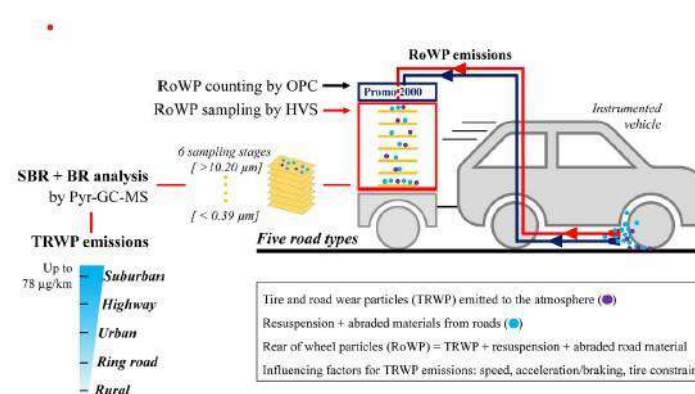 RoWP emissions
RoWP counting by OPC
Promo 2000
RoWP sampling by HVS
Instrumented
vehicle
6 sampling stages
[ >10.20 µm]
[ < 0.39 µm]
SBR + BR analysis
by Pyr-GC-MS
TRWP emissions
Five road types
Up to
78 µg/km
Suburban
Highway
Urban
Ring road
Rural
Tire and road wear particles (TRWP) emitted to the atmosphere ( )
Resuspension + abraded materials from roads ( )
Rear of wheel particles (RoWP) = TRWP + resuspension + abraded road material
Influencing factors for TRWP emissions: speed, acceleration/braking, tire constrain